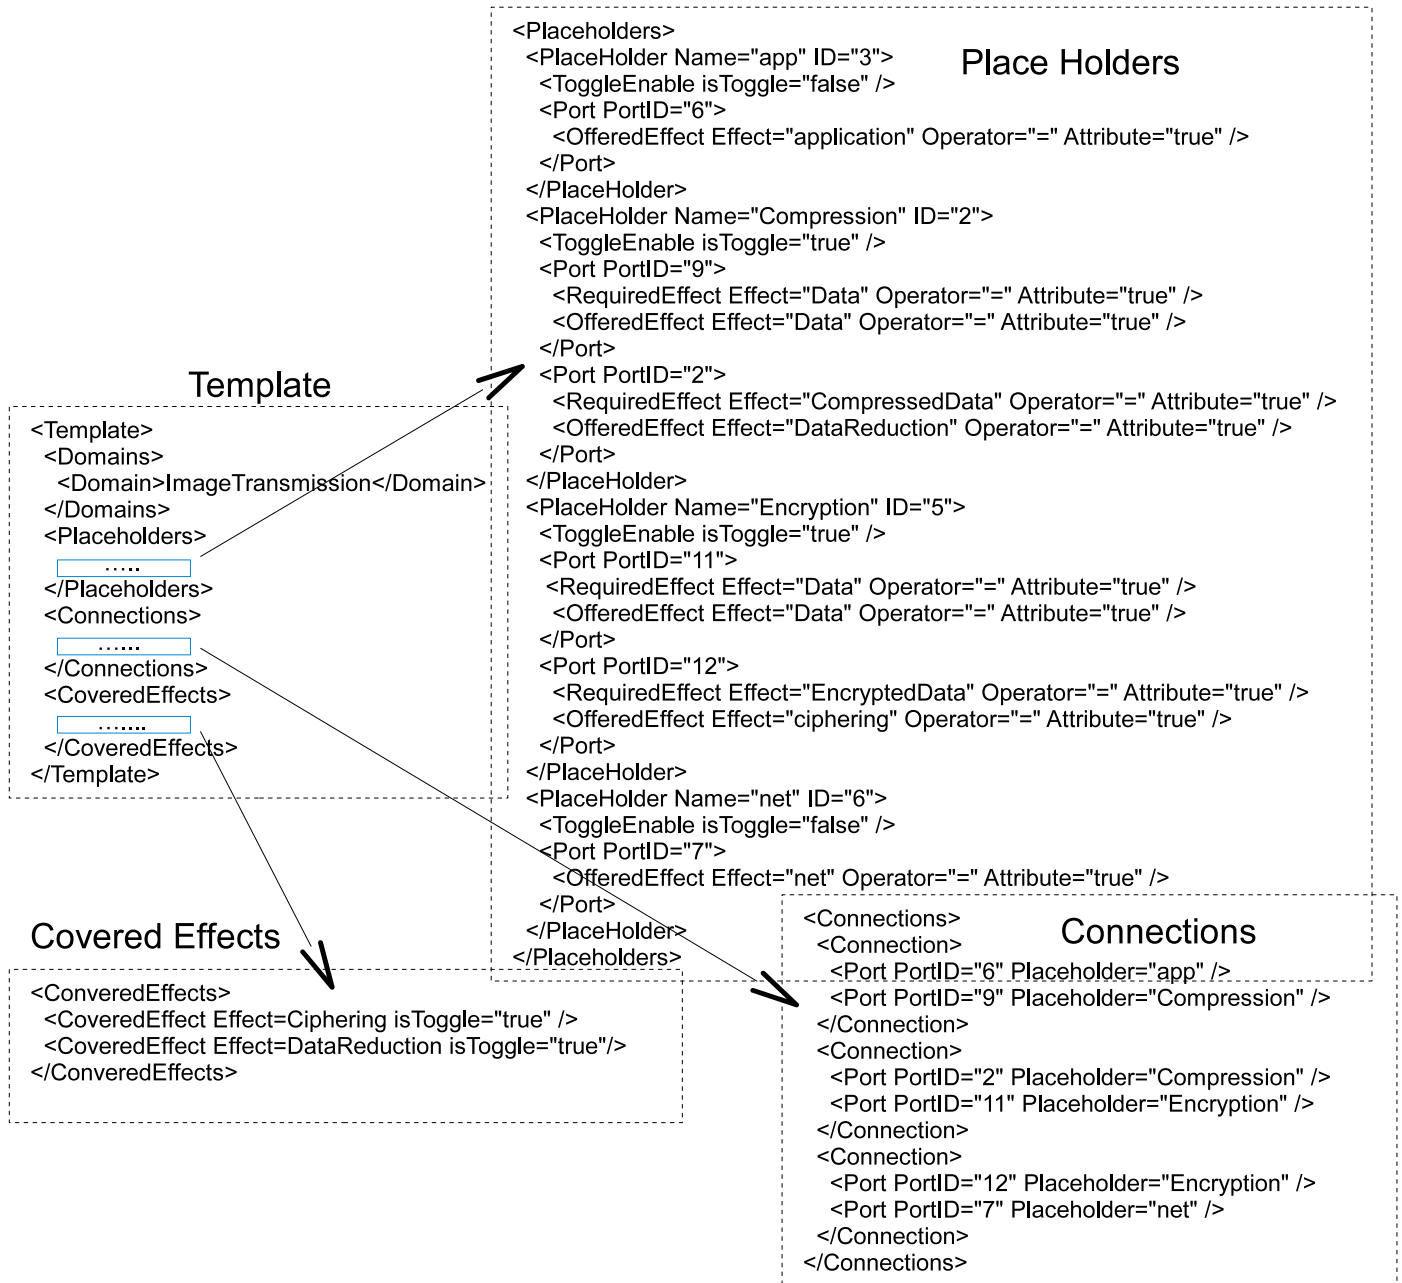 Template
<Template>
<Domains>
<Domain>ImageTransmission</Domain>
</Domains>
<Placeholders>
.....
</Placeholders>
<Connections>
......
</Connections>
<CoveredEffects>
.......
</CoveredEffects>
</Template>
Place Holders
<Placeholders>
<PlaceHolder Name="app" ID="3">
<ToggleEnable isToggle="false" />
<Port PortID="6">
<OfferedEffect Effect="application" Operator="=" Attribute="true" />
</Port>
</PlaceHolder>
<PlaceHolder Name="Compression" ID="2">
<ToggleEnable isToggle="true" />
<Port PortID="9">
<RequiredEffect Effect="Data" Operator="=" Attribute="true" />
<OfferedEffect Effect="Data" Operator="=" Attribute="true" />
</Port>
<Port PortID="2">
<RequiredEffect Effect="CompressedData" Operator="=" Attribute="true" />
<OfferedEffect Effect="DataReduction" Operator="=" Attribute="true" />
</Port>
</PlaceHolder>
<PlaceHolder Name="Encryption" ID="5">
<ToggleEnable isToggle="true" />
<Port PortID="11">
<RequiredEffect Effect="Data" Operator="=" Attribute="true" />
<OfferedEffect Effect="Data" Operator="=" Attribute="true" />
</Port>
<Port PortID="12">
<RequiredEffect Effect="EncryptedData" Operator="=" Attribute="true" />
<OfferedEffect Effect="ciphering" Operator="=" Attribute="true" />
</Port>
</PlaceHolder>
<PlaceHolder Name="net" ID="6">
<ToggleEnable isToggle="false" />
<Port PortID="7">
<OfferedEffect Effect="net" Operator="=" Attribute="true" />
</Port>
</PlaceHolder>
</Placeholders>
Covered Effects
<ConveredEffects>
<CoveredEffect Effect=Ciphering isToggle="true" />
<CoveredEffect Effect=DataReduction isToggle="true"/>
</ConveredEffects>
Connections
<Connections>
<Connection>
<Port PortID="6" Placeholder="app" />
<Port PortID="9" Placeholder="Compression" />
</Connection>
<Connection>
<Port PortID="2" Placeholder="Compression" />
<Port PortID="11" Placeholder="Encryption" />
</Connection>
<Connection>
<Port PortID="12" Placeholder="Encryption" />
<Port PortID="7" Placeholder="net" />
</Connection>
</Connections>